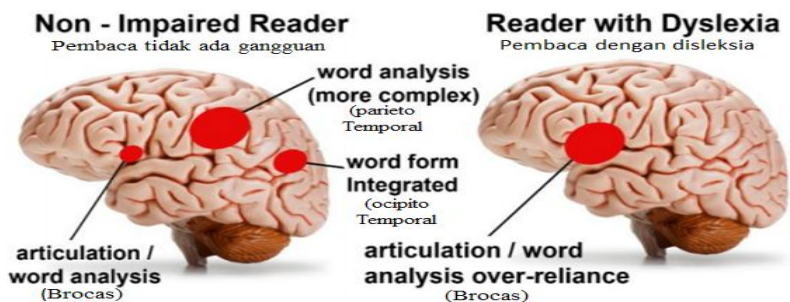 Non - Impaired Reader
Pembaca tidak ada gangguan
word analysis
(more complex)
(parieto
Temporal
word form
Integrated
(ocipito
Temporal
articulation /
word analysis
(Brocas)
Reader with Dyslexia
Pembaca dengan disleksia
articulation / word
analysis over-reliance
(Brocas)